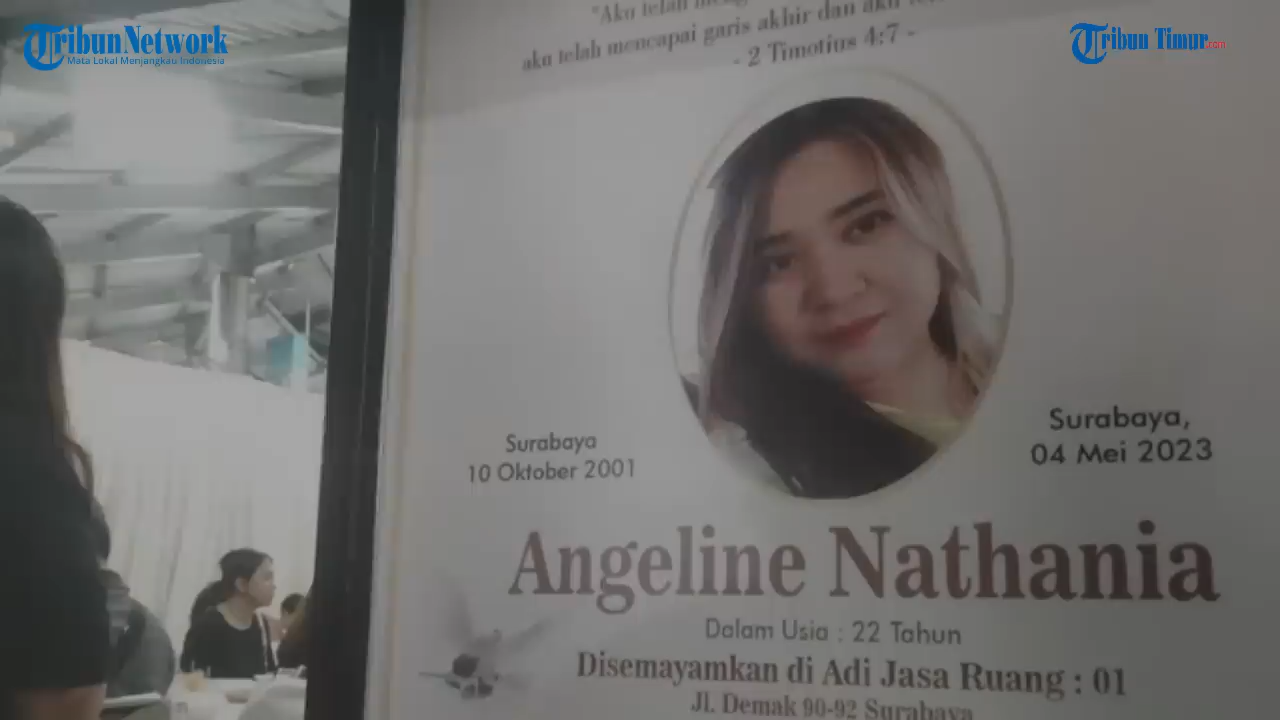 TribunNetwork
Mata Lokal Menjangkau Indonesia
Tribun Timur.com
"Aku telah
aku telah mencapai garis akhir dan aku
- 2 Timotius 4:7 -
Surabaya
10 Oktober 2001
Surabaya,
04 Mei 2023
Angeline Nathania
Dalam Usia : 22 Tahun
Disemayamkan di Adi Jasa Ruang : 01
Jl. Demak 90-92 Surabaya